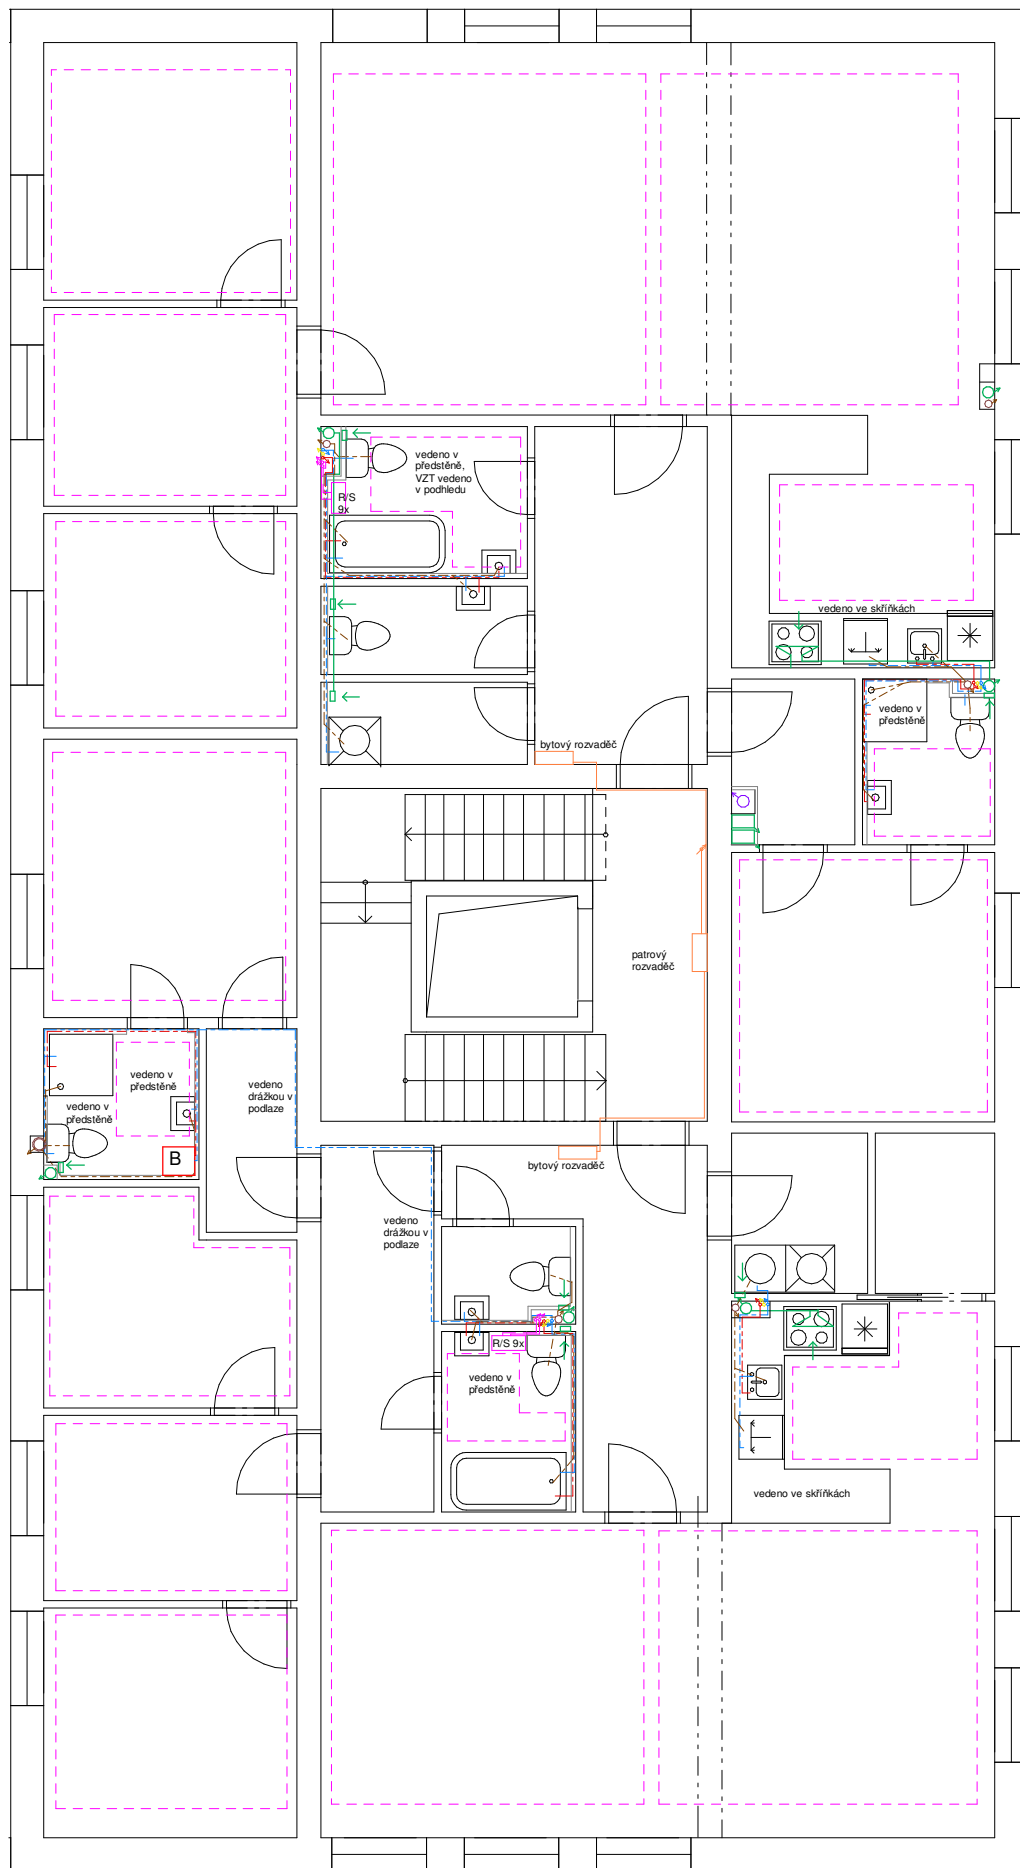 vedeno v
předstěně,
VZT vedeno
v podhledu
R/S
9x
vedeno ve skříňkách
vedeno v
předstěně
bytový rozvaděč
patrový
rozvaděč
vedeno v
předstěně
vedeno
drážkou v
podlaze
vedeno v
předstěně
B
bytový rozvaděč
vedeno
drážkou v
podlaze
R/S 9x
vedeno v
předstěně
vedeno ve skříňkách